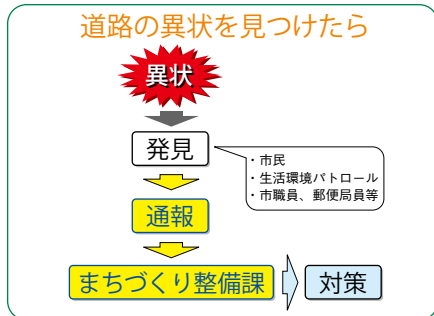 道路の異状を見つけたら
異状
発見
・市民
・生活環境パトロール
・市職員、郵便局員等
通報
まちづくり整備課
対策